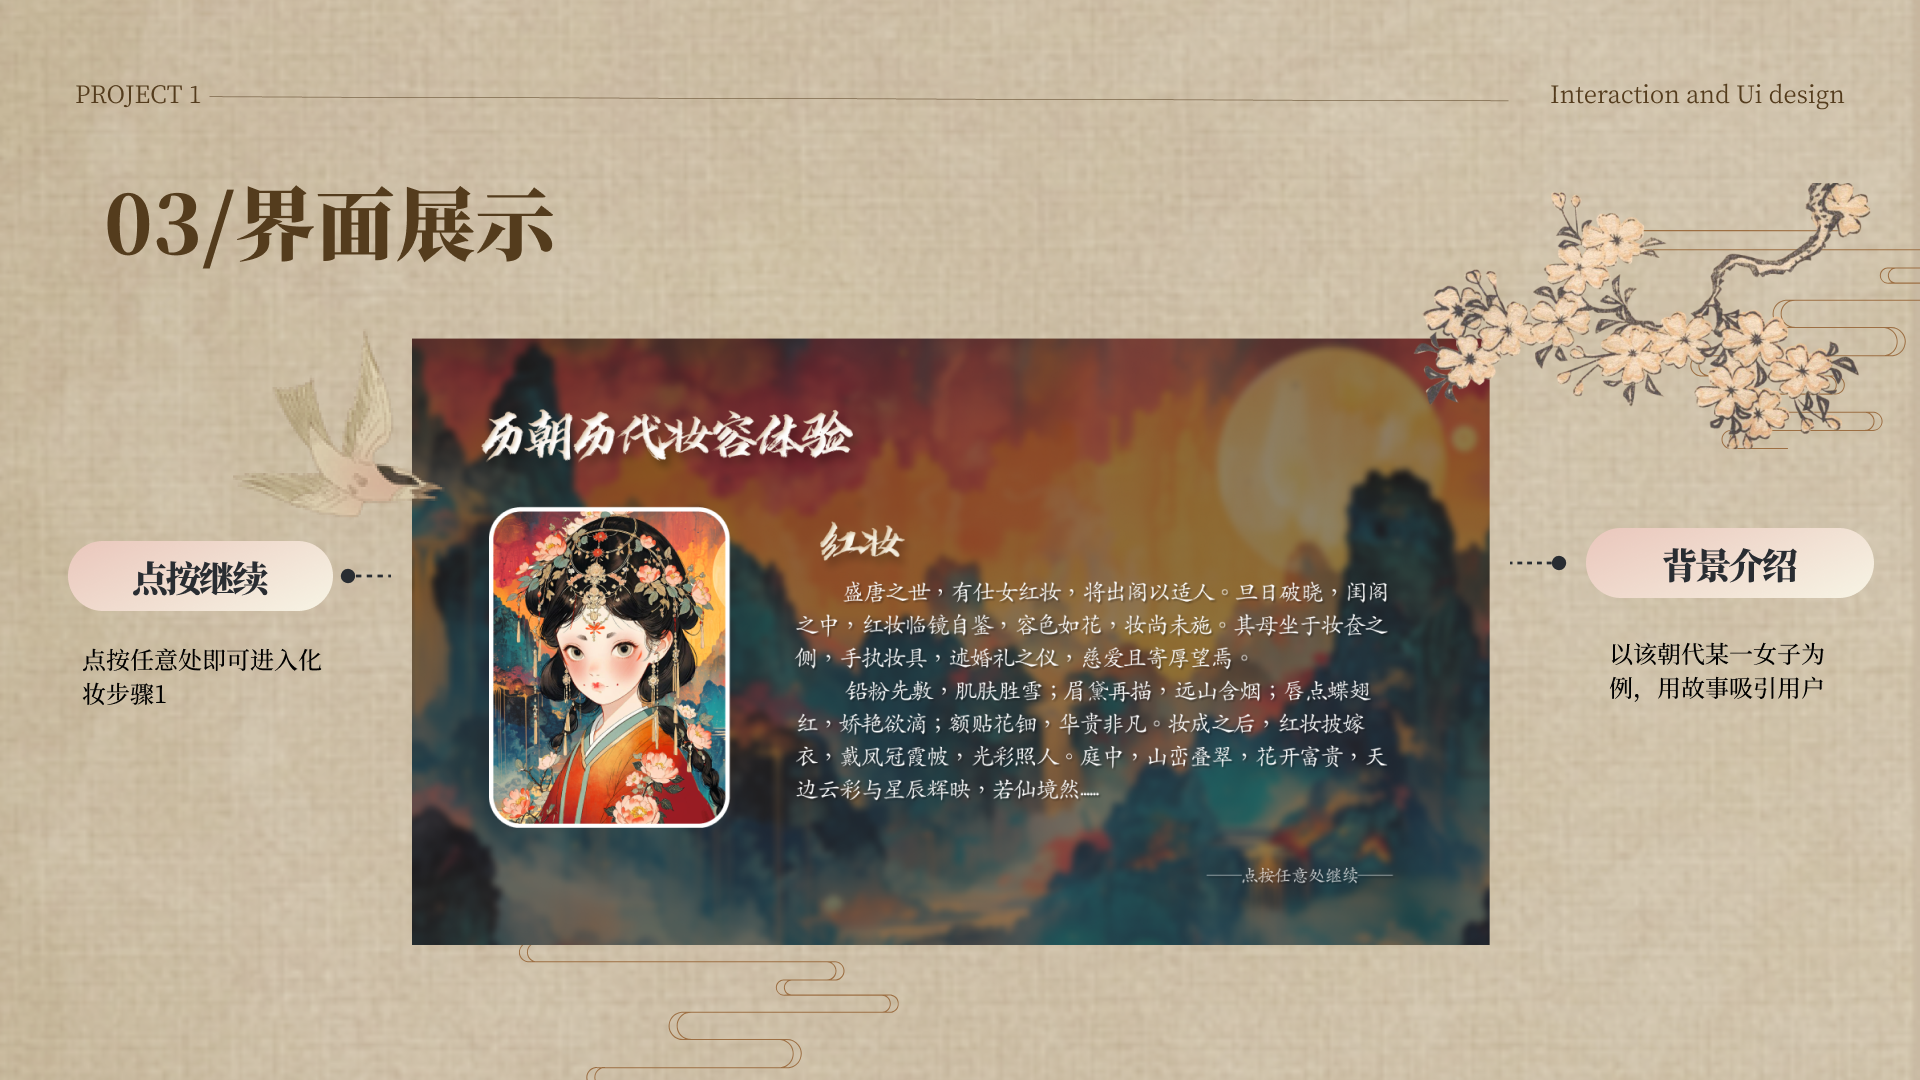 PROJECT 1
Interaction and Ui design
03/界面展示
历朝历代妆容体验
红妆
盛唐之世，有仕女红妆，将出阁以适人。旦日破晓，闺阁
之中，红妆临镜自鉴，容色如花，妆尚未施。其母坐于妆奁之
侧，手执妆具，述婚礼之仪，慈爱且寄厚望焉。
铅粉先敷，肌肤胜雪；眉黛再描，远山含烟；唇点蝶翅
红，娇艳欲滴；额贴花钿，华贵非凡。妆成之后，红妆披嫁
衣，戴凤冠霞帔，光彩照人。庭中，山峦叠翠，花开富贵，天
边云彩与星辰辉映，若仙境然……
——点按任意处继续——
点按继续
点按任意处即可进入化
妆步骤1
背景介绍
以该朝代某一女子为
例，用故事吸引用户